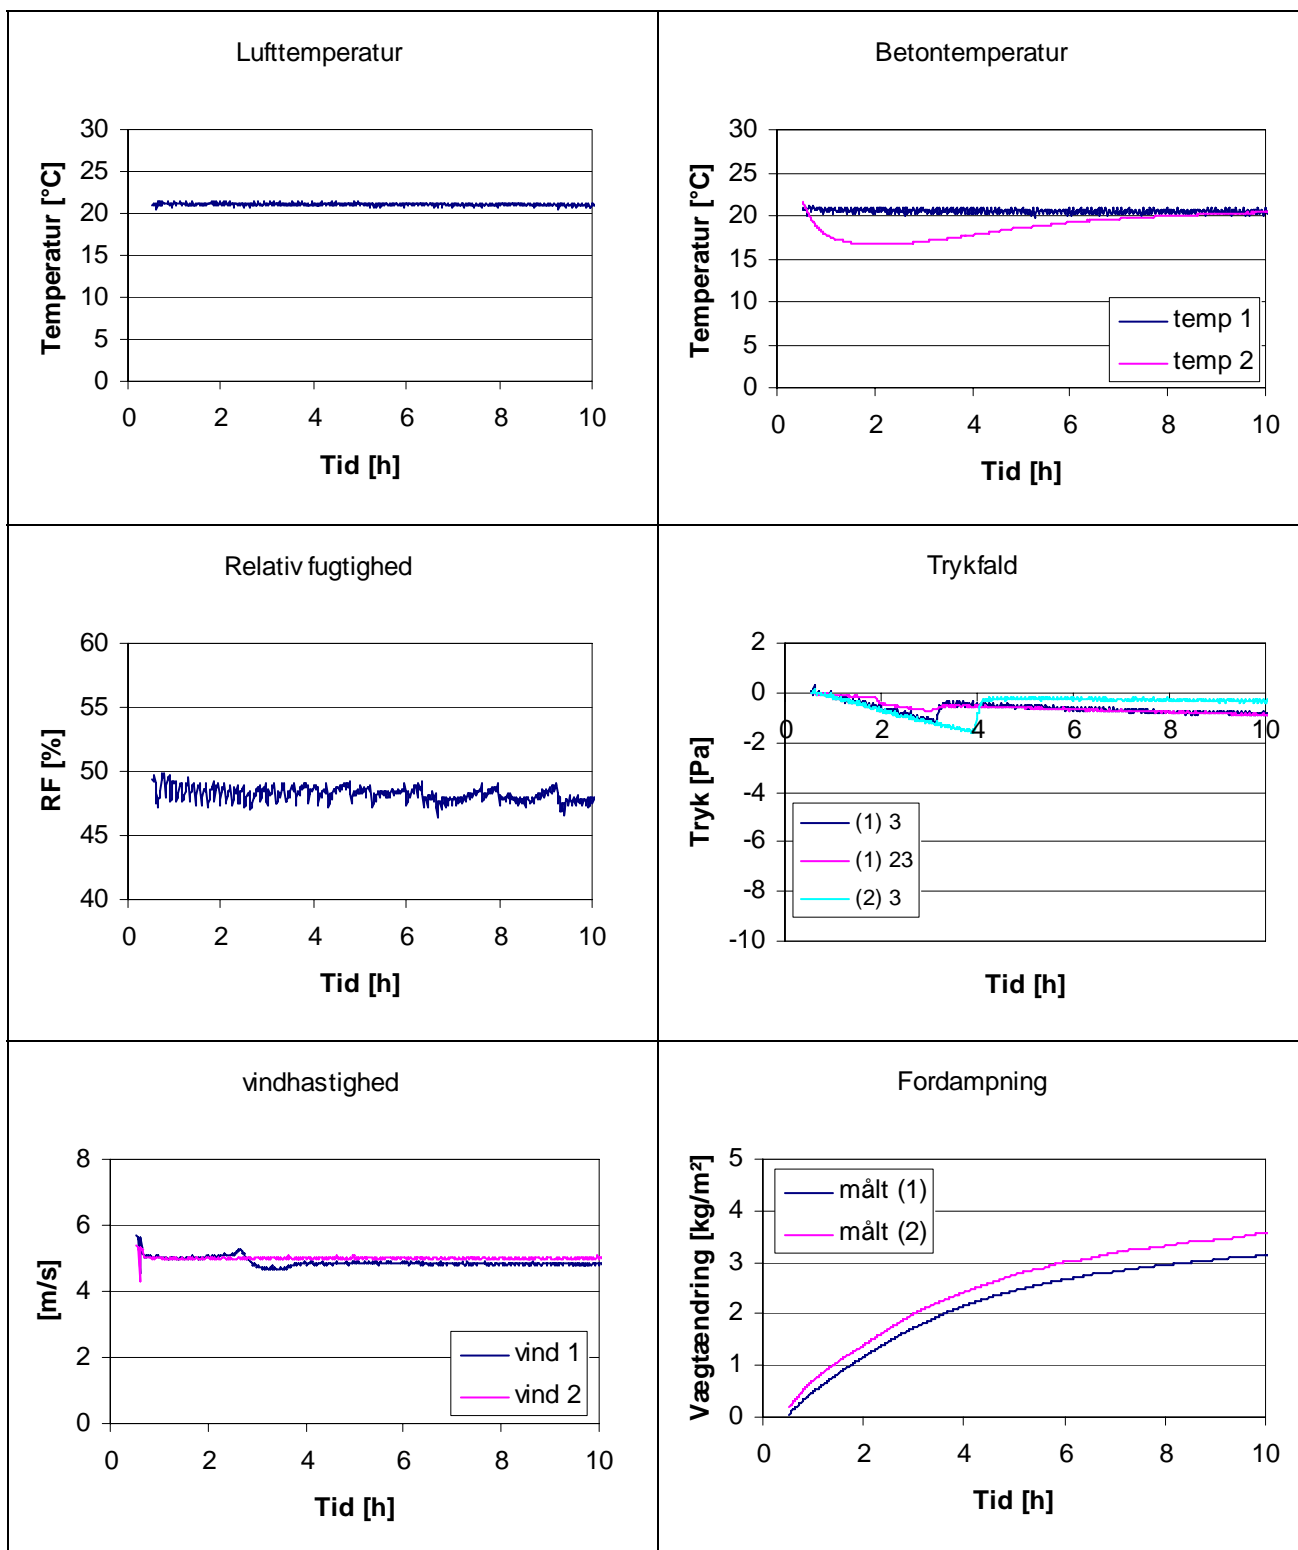 Lufttemperatur
Temperatur [°C]
30
25
20
15
10
5
0
0 2 4 6 8 10
Tid [h]
Betontemperatur
Temperatur [°C]
30
25
20
15
10
5
0
temp 1
temp 2
0 2 4 6 8 10
Tid [h]
Relativ fugtighed
RF [%]
60
55
50
45
40
0 2 4 6 8 10
Tid [h]
Trykfald
Tryk [Pa]
2
0
-2
-4
-6
-8
-10
0 2 4 6 8 10
(1) 3
(1) 23
(2) 3
Tid [h]
vindhastighed
[m/s]
8
6
4
2
0
vind 1
vind 2
0 2 4 6 8 10
Tid [h]
Fordampning
Vægtændring [kg/m²]
5
4
3
2
1
0
målt (1)
målt (2)
0 2 4 6 8 10
Tid [h]